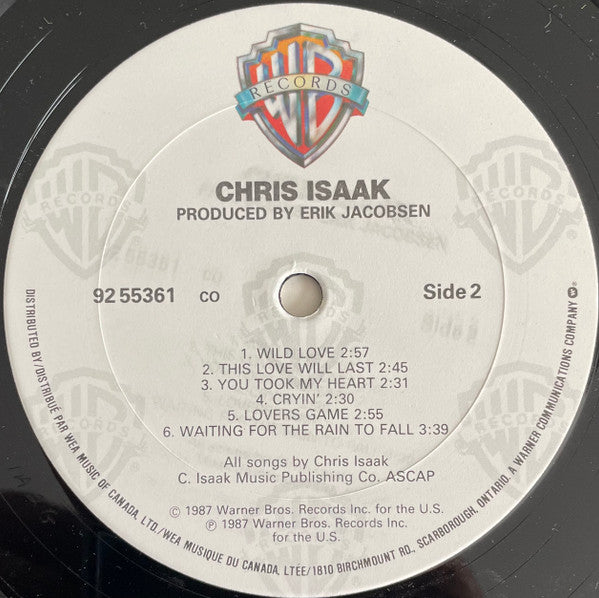 WB
RECORDS
CHRIS ISAAK
PRODUCED BY ERIK JACOBSEN
92 55361 CO
Side 2
1. WILD LOVE 2:57
2. THIS LOVE WILL LAST 2:45
3. YOU TOOK MY HEART 2:31
4. CRYIN' 2:30
5. LOVERS GAME 2:55
6. WAITING FOR THE RAIN TO FALL 3:39
All songs by Chris Isaak
C. Isaak Music Publishing Co. ASCAP
© 1987 Warner Bros. Records Inc. for the U.S.
℗ 1987 Warner Bros. Records Inc.
for the U.S.
DISTRIBUTED BY/DISTRIBUÉ PAR WEA MUSIC OF CANADA, LTD./WEA MUSIQUE DU CANADA, LTÉE/1810 BIRCHMOUNT RD., SCARBOROUGH, ONTARIO. A WARNER COMMUNICATIONS COMPANY